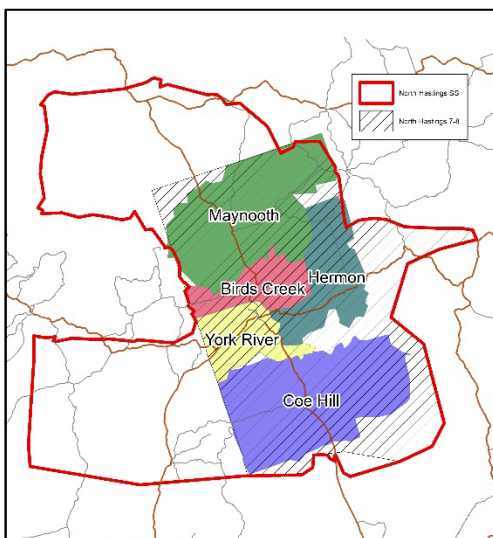 North Hastings SS
North Hastings 7-8
Maynooth
Birds Creek
Hermon
York River
Coe Hill